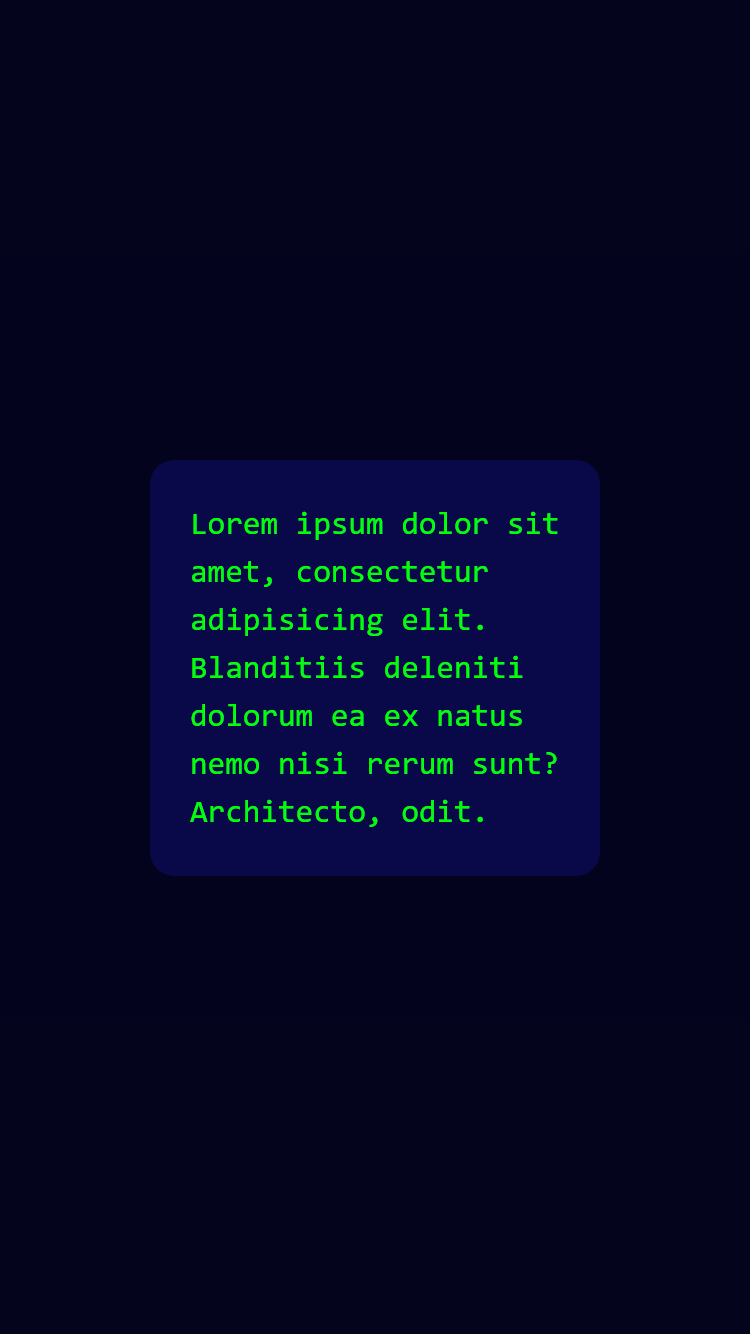 Lorem ipsum dolor sit
amet, consectetur
adipisicing elit.
Blanditiis deleniti
dolorum ea ex natus
nemo nisi rerum sunt?
Architecto, odit.